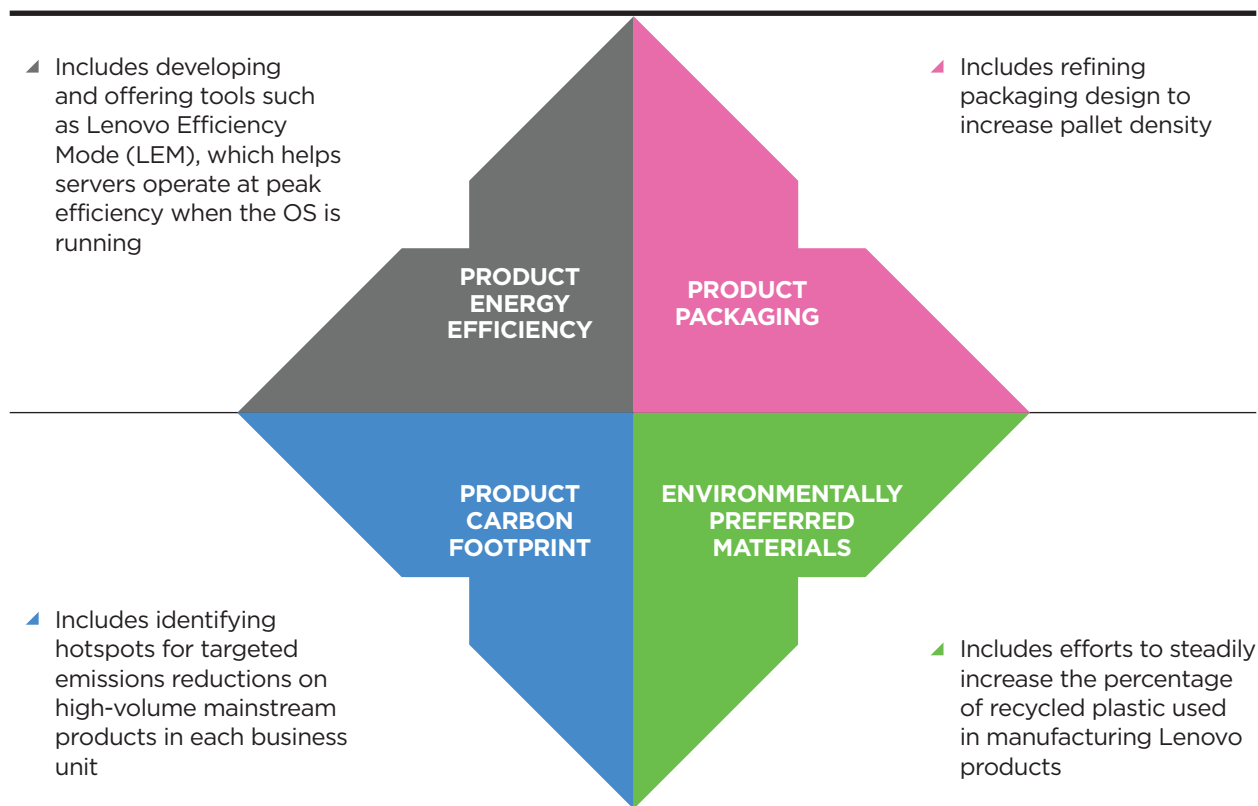 Includes developing
and offering tools such
as Lenovo Efficiency
Mode (LEM), which helps
servers operate at peak
efficiency when the OS is
running
Includes refining
packaging design to
increase pallet density
PRODUCT
ENERGY
EFFICIENCY
PRODUCT
PACKAGING
PRODUCT
CARBON
FOOTPRINT
ENVIRONMENTALLY
PREFERRED
MATERIALS
Includes identifying
hotspots for targeted
emissions reductions on
high-volume mainstream
products in each business
unit
Includes efforts to steadily
increase the percentage
of recycled plastic used
in manufacturing Lenovo
products